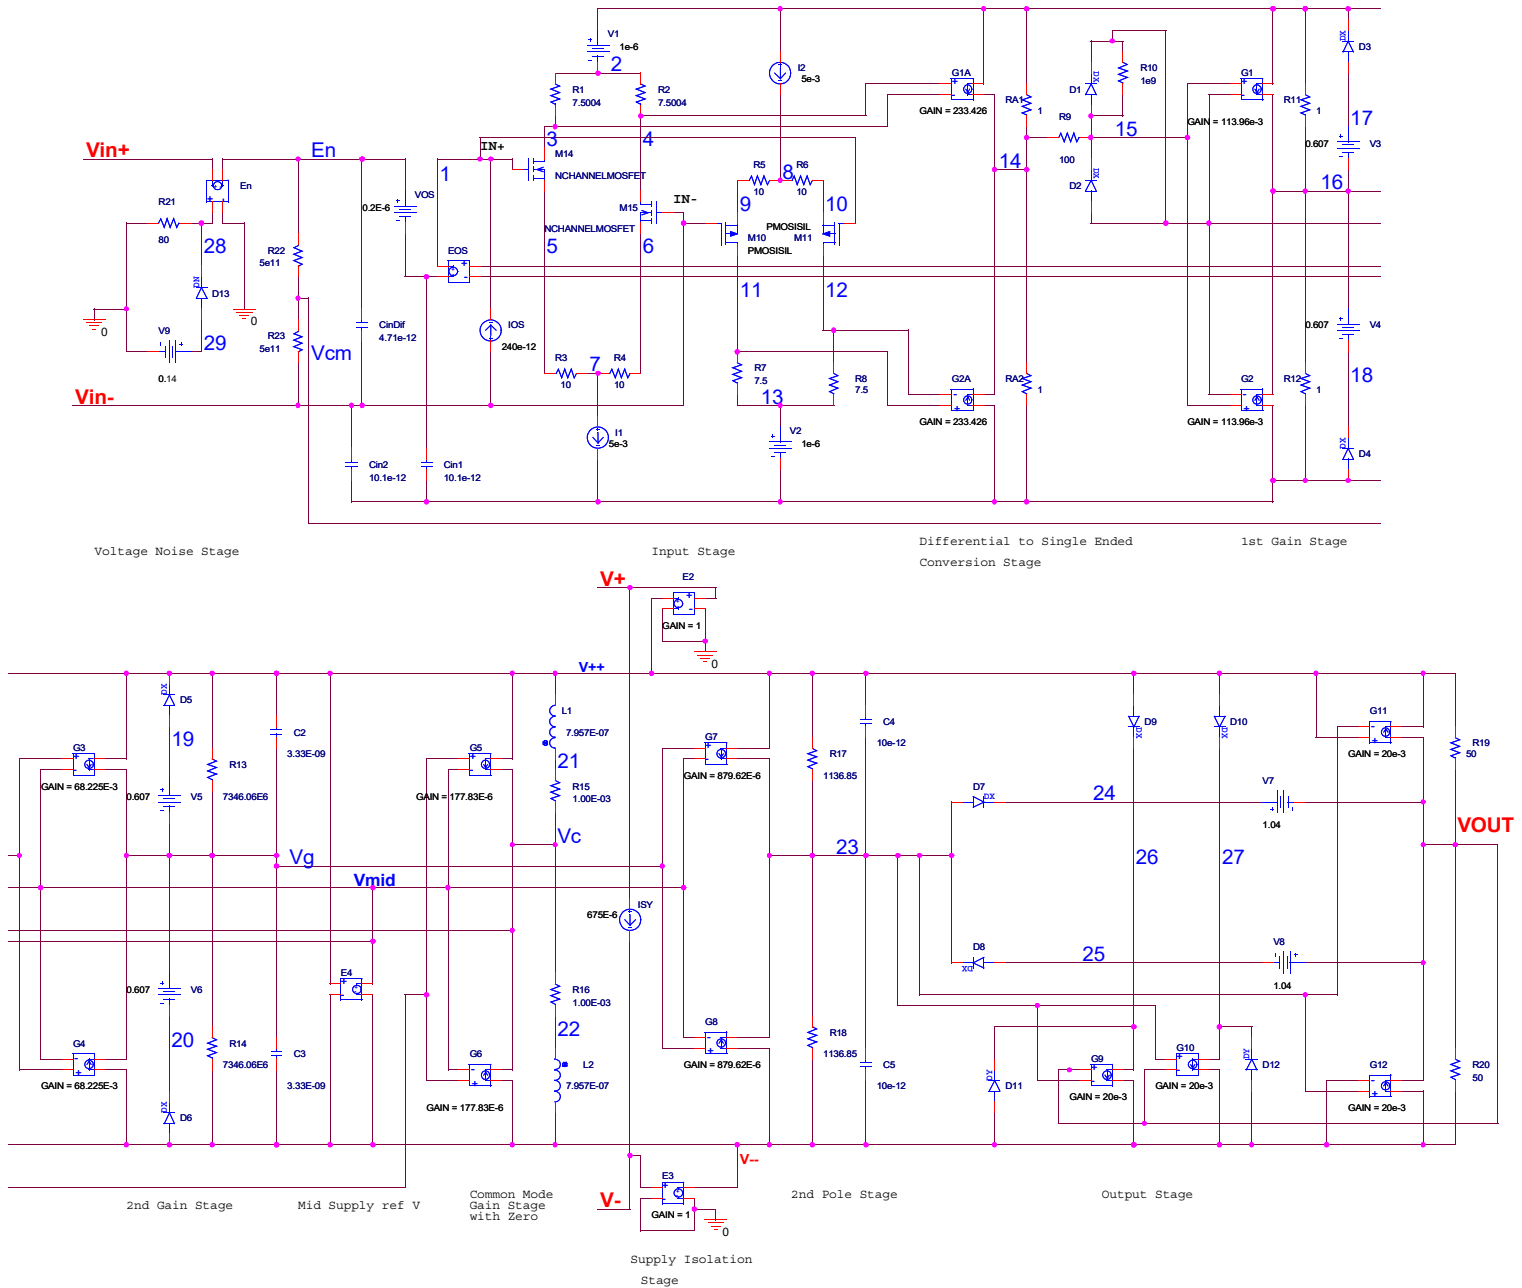 V1
1e-6
2
R1
7.5004
R2
7.5004
I2
5e-3
G1A
GAIN = 233.426
RA1
1
DX
D1
R10
1e9
G1
GAIN = 113.96e-3
R11
1
DX
D3
17
0.607
V3
Vin+
En
En
1
IN+
3
M14
NCHANNELMOSFET
4
R5
10
8
R6
10
14
R9
100
15
D2
DX
16
R21
80
28
VOS
0.2E-6
M15
NCHANNELMOSFET
IN-
9
10
PMOSISIL
M10
M11
PMOSISIL
5
6
EOS
R22
5e11
DN
D13
11
12
0
0
V9
29
0.14
R23
5e11
Vcm
CinDif
4.71e-12
IOS
240e-12
R3
10
7
R4
10
R7
7.5
R8
7.5
13
G2A
GAIN = 233.426
RA2
1
G2
GAIN = 113.96e-3
R12
1
0.607
V4
18
DX
D4
Vin-
I1
5e-3
V2
1e-6
Cin2
10.1e-12
Cin1
10.1e-12
Voltage Noise Stage
Input Stage
Differential to Single Ended
Conversion Stage
1st Gain Stage
V+
E2
GAIN = 1
0
V++
DX
D5
19
G3
GAIN = 68.225E-3
0.607
V5
R13
7346.06E6
C2
3.33E-09
G5
GAIN = 177.83E-6
L1
7.957E-07
21
R15
1.00E-03
G7
GAIN = 879.62E-6
R17
1136.85
C4
10e-12
D9
DX
D10
DX
G11
GAIN = 20e-3
R19
50
D7
DX
24
V7
1.04
Vg
Vc
Vmid
23
26
27
VOUT
675E-6
ISY
D8
DX
25
V8
1.04
0.607
V6
20
E4
R16
1.00E-03
22
G4
GAIN = 68.225E-3
R14
7346.06E6
C3
3.33E-09
G6
GAIN = 177.83E-6
L2
7.957E-07
G8
GAIN = 879.62E-6
R18
1136.85
C5
10e-12
DX
D6
DY
D11
G9
GAIN = 20e-3
G10
GAIN = 20e-3
DY
D12
G12
GAIN = 20e-3
R20
50
V--
E3
GAIN = 1
0
V-
2nd Gain Stage
Mid Supply ref V
Common Mode
Gain Stage
with Zero
2nd Pole Stage
Output Stage
Supply Isolation
Stage